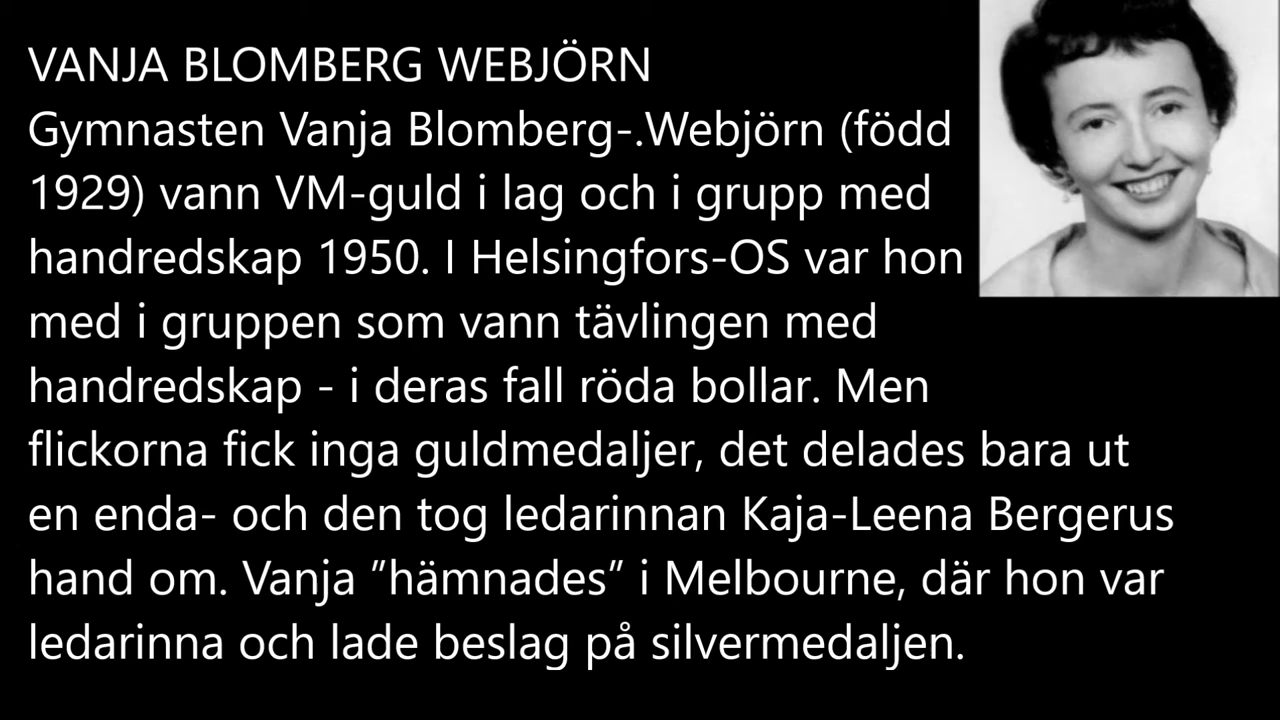 VANJA BLOMBERG WEBJÖRN
Gymnasten Vanja Blomberg-.Webjörn (född
1929) vann VM-guld i lag och i grupp med
handredskap 1950. I Helsingfors-OS var hon
med i gruppen som vann tävlingen med
handredskap - i deras fall röda bollar. Men
flickorna fick inga guldmedaljer, det delades bara ut
en enda- och den tog ledarinnan Kaja-Leena Bergerus
hand om. Vanja ”hämnades” i Melbourne, där hon var
ledarinna och lade beslag på silvermedaljen.